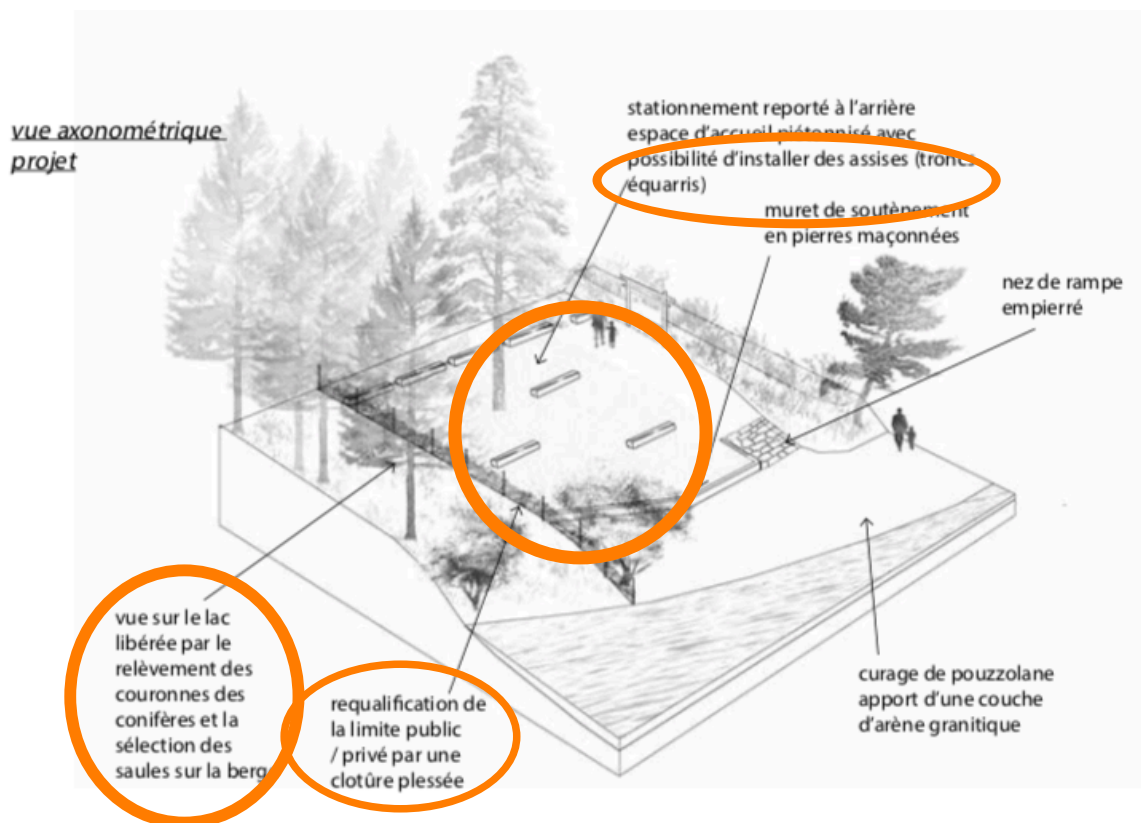 vue axonométrique
projet
stationnement reporté à l'arrière
espace d'accueil piétonnisé avec
possibilité d'installer des assises (troncs
équarris)
muret de soutènement
en pierres maçonnées
nez de rampe
empierré
vue sur le lac
libérée par le
relèvement des
couronnes des
conifères et la
sélection des
saules sur la berge
requalification de
la limite public
/ privé par une
clotûre plessée
curage de pouzzolane
apport d'une couche
d'arène granitique